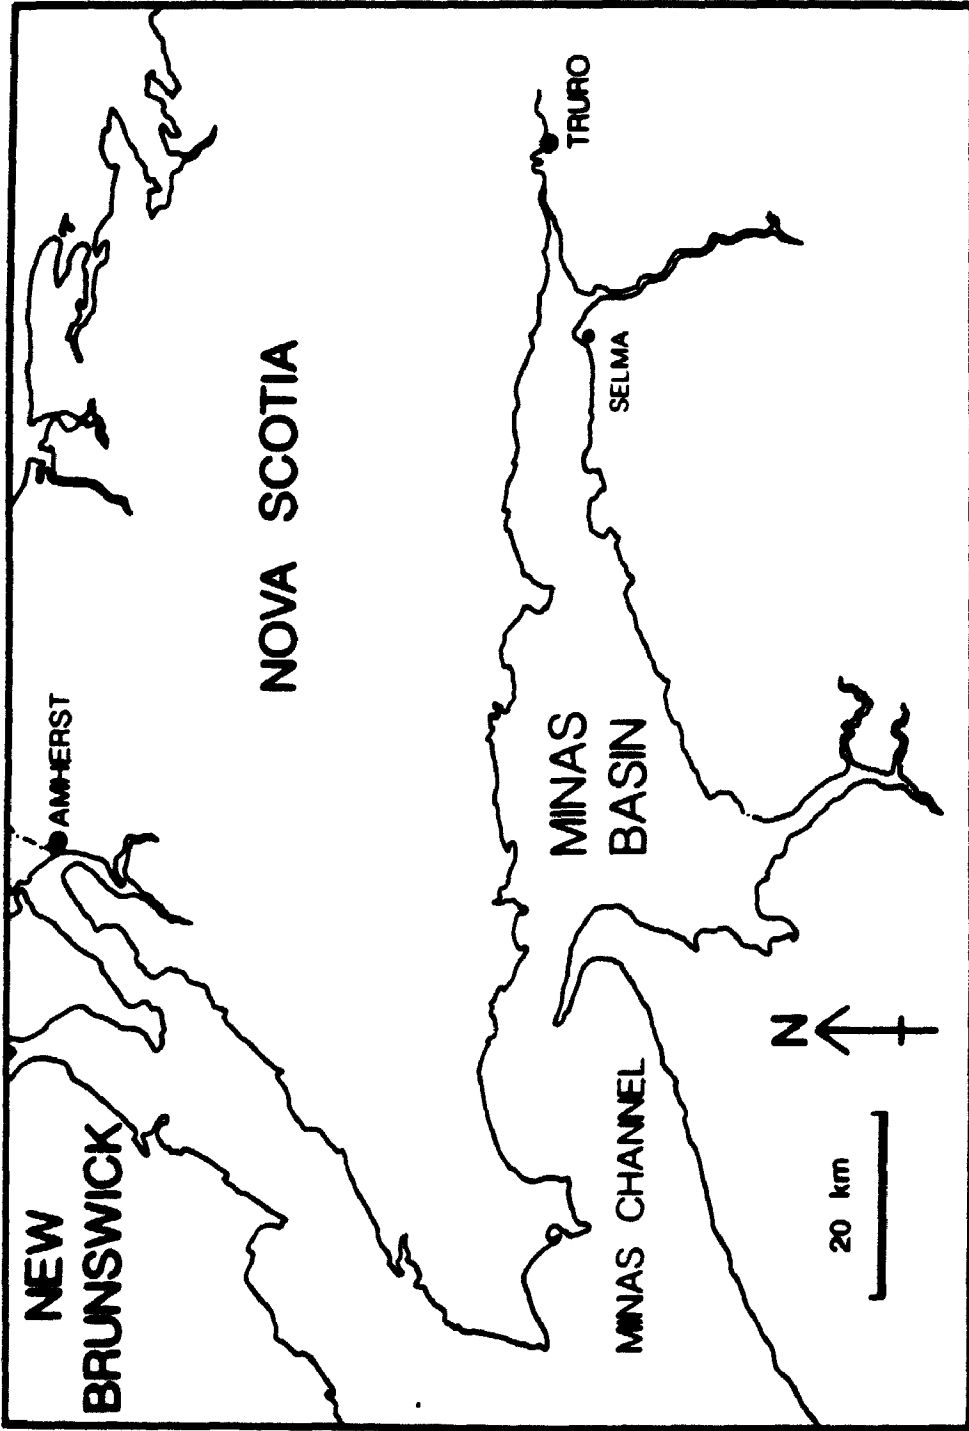 NEW
BRUNSWICK
AMHERST
NOVA SCOTIA
TRURO
SELMA
MINAS
BASIN
MINAS CHANNEL
N
20 km